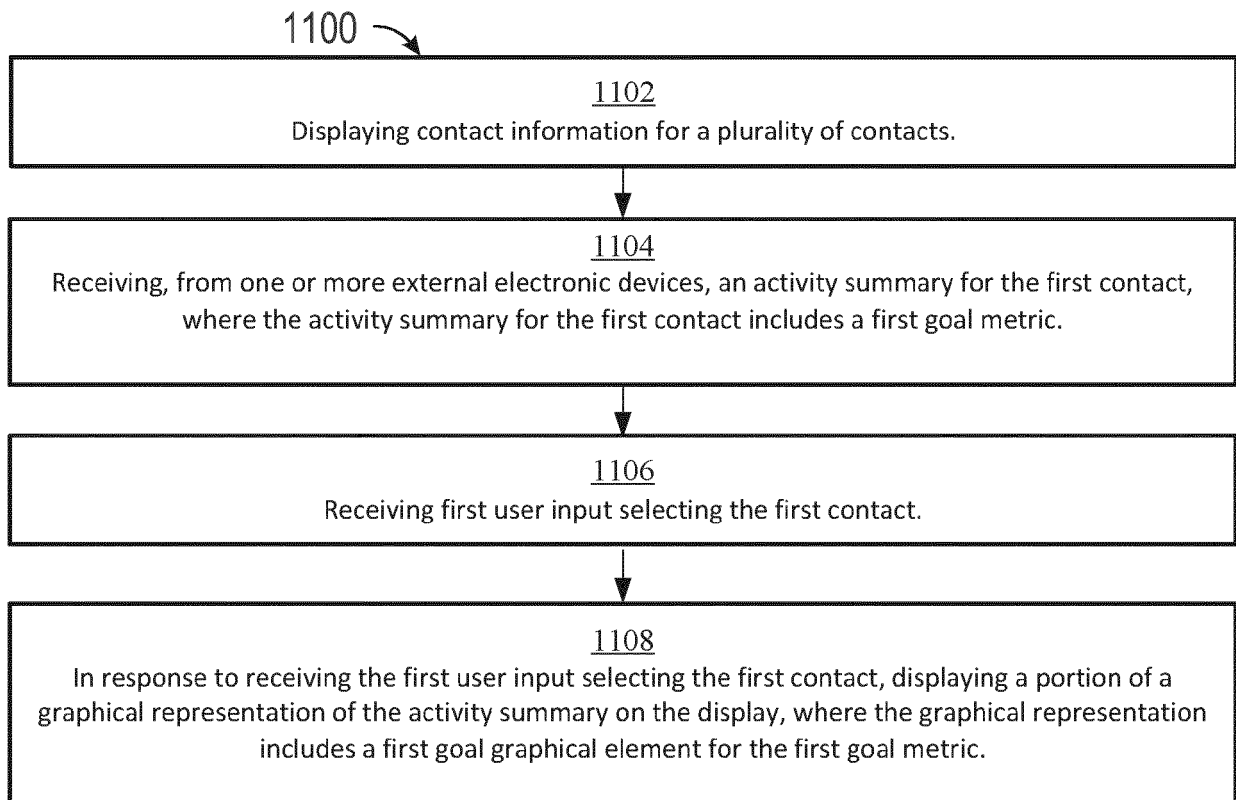 1100
1102
Displaying contact information for a plurality of contacts.
1104
Receiving, from one or more external electronic devices, an activity summary for the first contact,
where the activity summary for the first contact includes a first goal metric.
1106
Receiving first user input selecting the first contact.
1108
In response to receiving the first user input selecting the first contact, displaying a portion of a
graphical representation of the activity summary on the display, where the graphical representation
includes a first goal graphical element for the first goal metric.